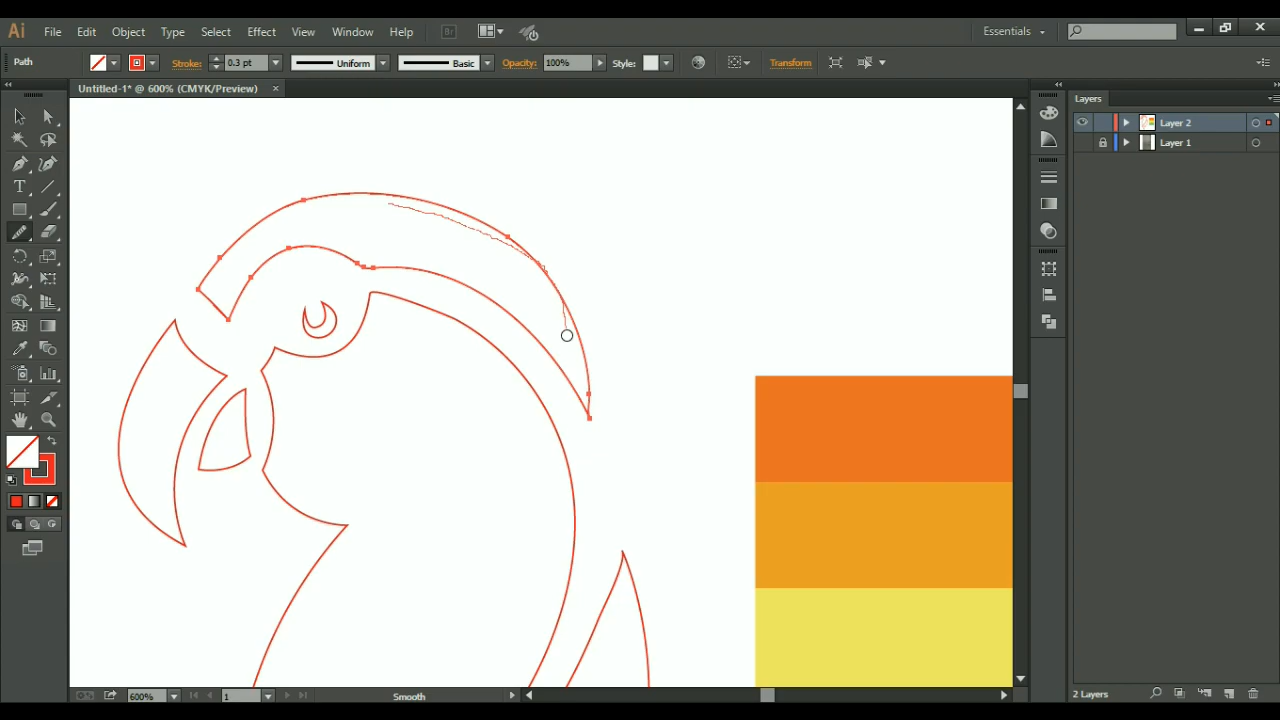 Ai File Edit Object Type Select Effect View Window Help Br Essentials
Path Stroke: 0.3 pt Uniform Basic Opacity: 100% Style: Transform
Untitled-1* @ 600% (CMYK/Preview)
Layers
Layer 2
Layer 1
T
600% 1 Smooth 2 Layers